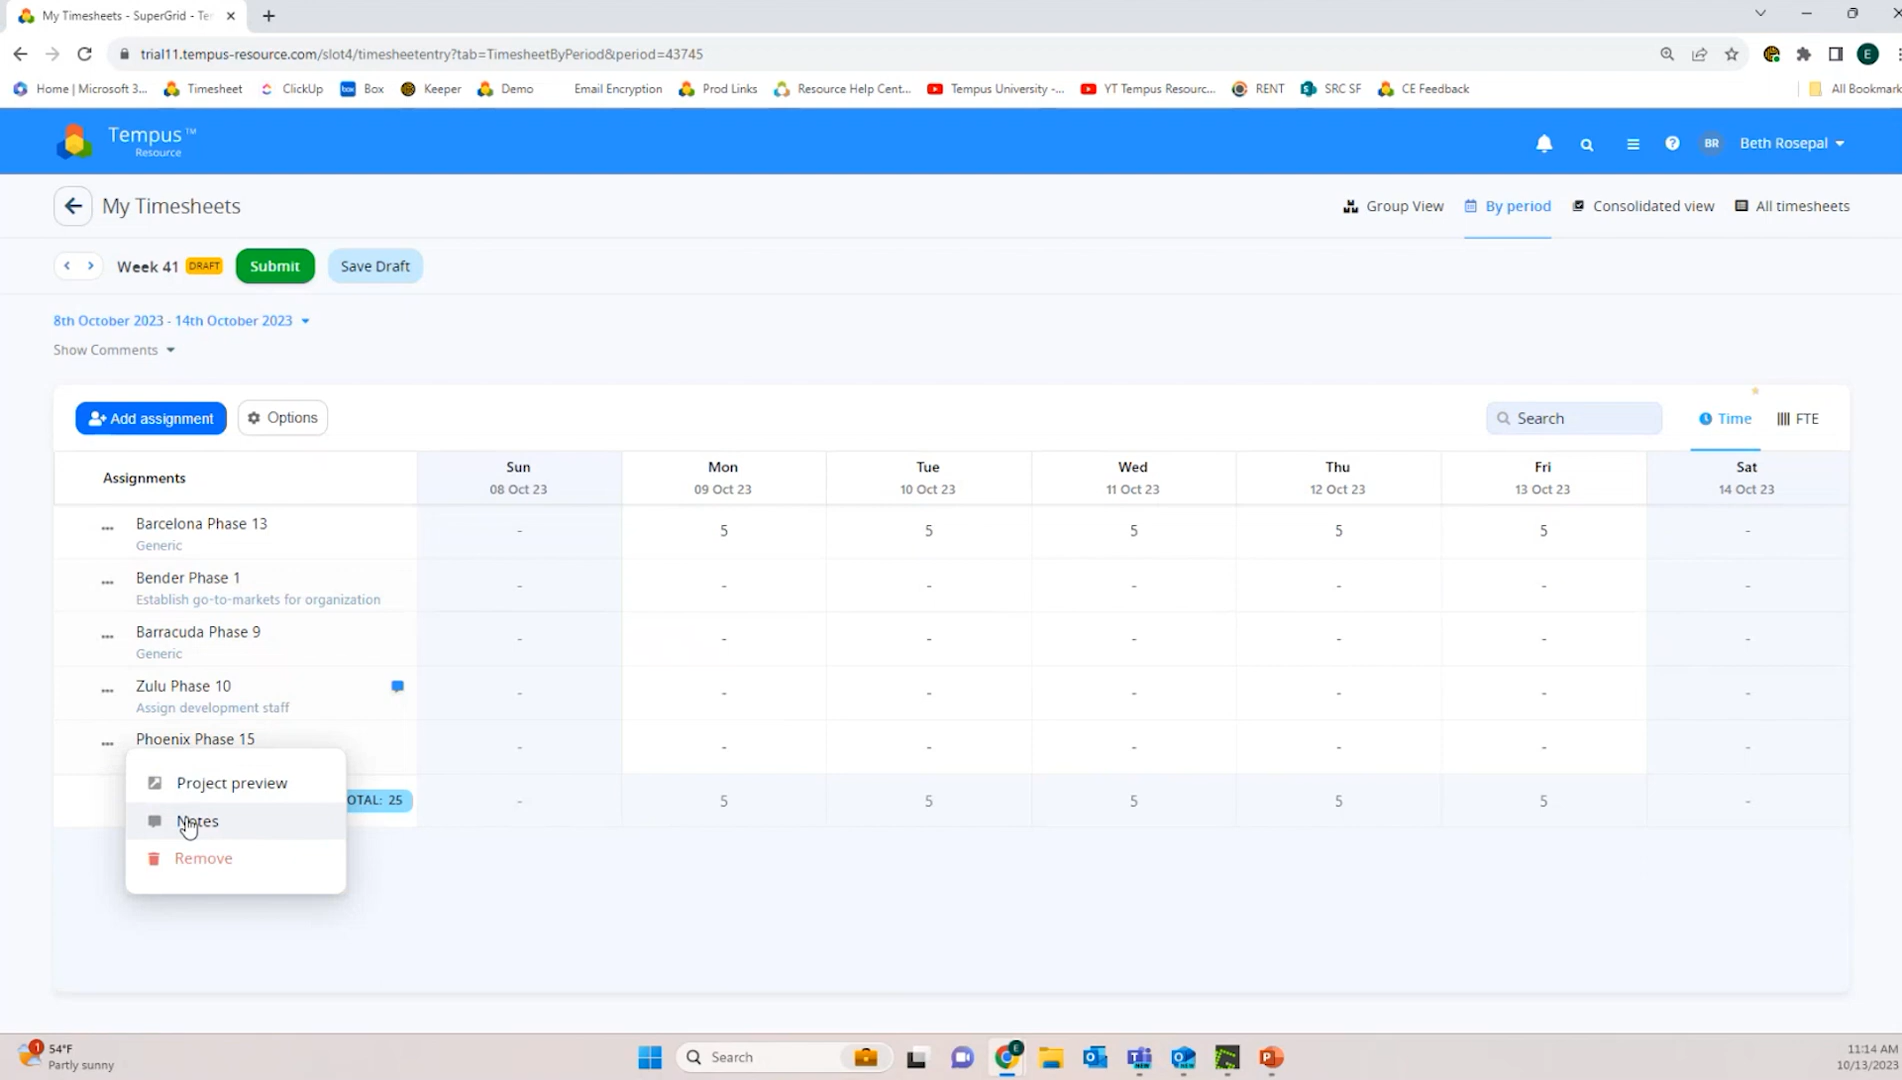 My Timesheets - SuperGrid - Te
trial11.tempus-resource.com/slot4/timesheetentry?tab=TimesheetByPeriod&period=43745
E
Home | Microsoft 3... Timesheet ClickUp Box Keeper Demo Email Encryption Prod Links Resource Help Cent... Tempus University -... YT Tempus Resourc... RENT SRC SF CE Feedback All Bookmark
Tempus™
Resource
BR Beth Rosepal
My Timesheets
Group View By period Consolidated view All timesheets
Week 41 DRAFT Submit Save Draft
8th October 2023 - 14th October 2023
Show Comments
Add assignment Options Search Time FTE
Assignments
Sun Mon Tue Wed Thu Fri Sat
08 Oct 23 09 Oct 23 10 Oct 23 11 Oct 23 12 Oct 23 13 Oct 23 14 Oct 23
Barcelona Phase 13
Generic
- 5 5 5 5 5 -
Bender Phase 1
Establish go-to-markets for organization
- - - - - - -
Barracuda Phase 9
Generic
- - - - - - -
Zulu Phase 10
Assign development staff
- - - - - - -
Phoenix Phase 15
- - - - - - -
Project preview
OTAL: 25 - 5 5 5 5 5 -
Notes
Remove
1
54°F
Partly sunny
Search
E
NEW
NEW
11:14 AM
10/13/2023